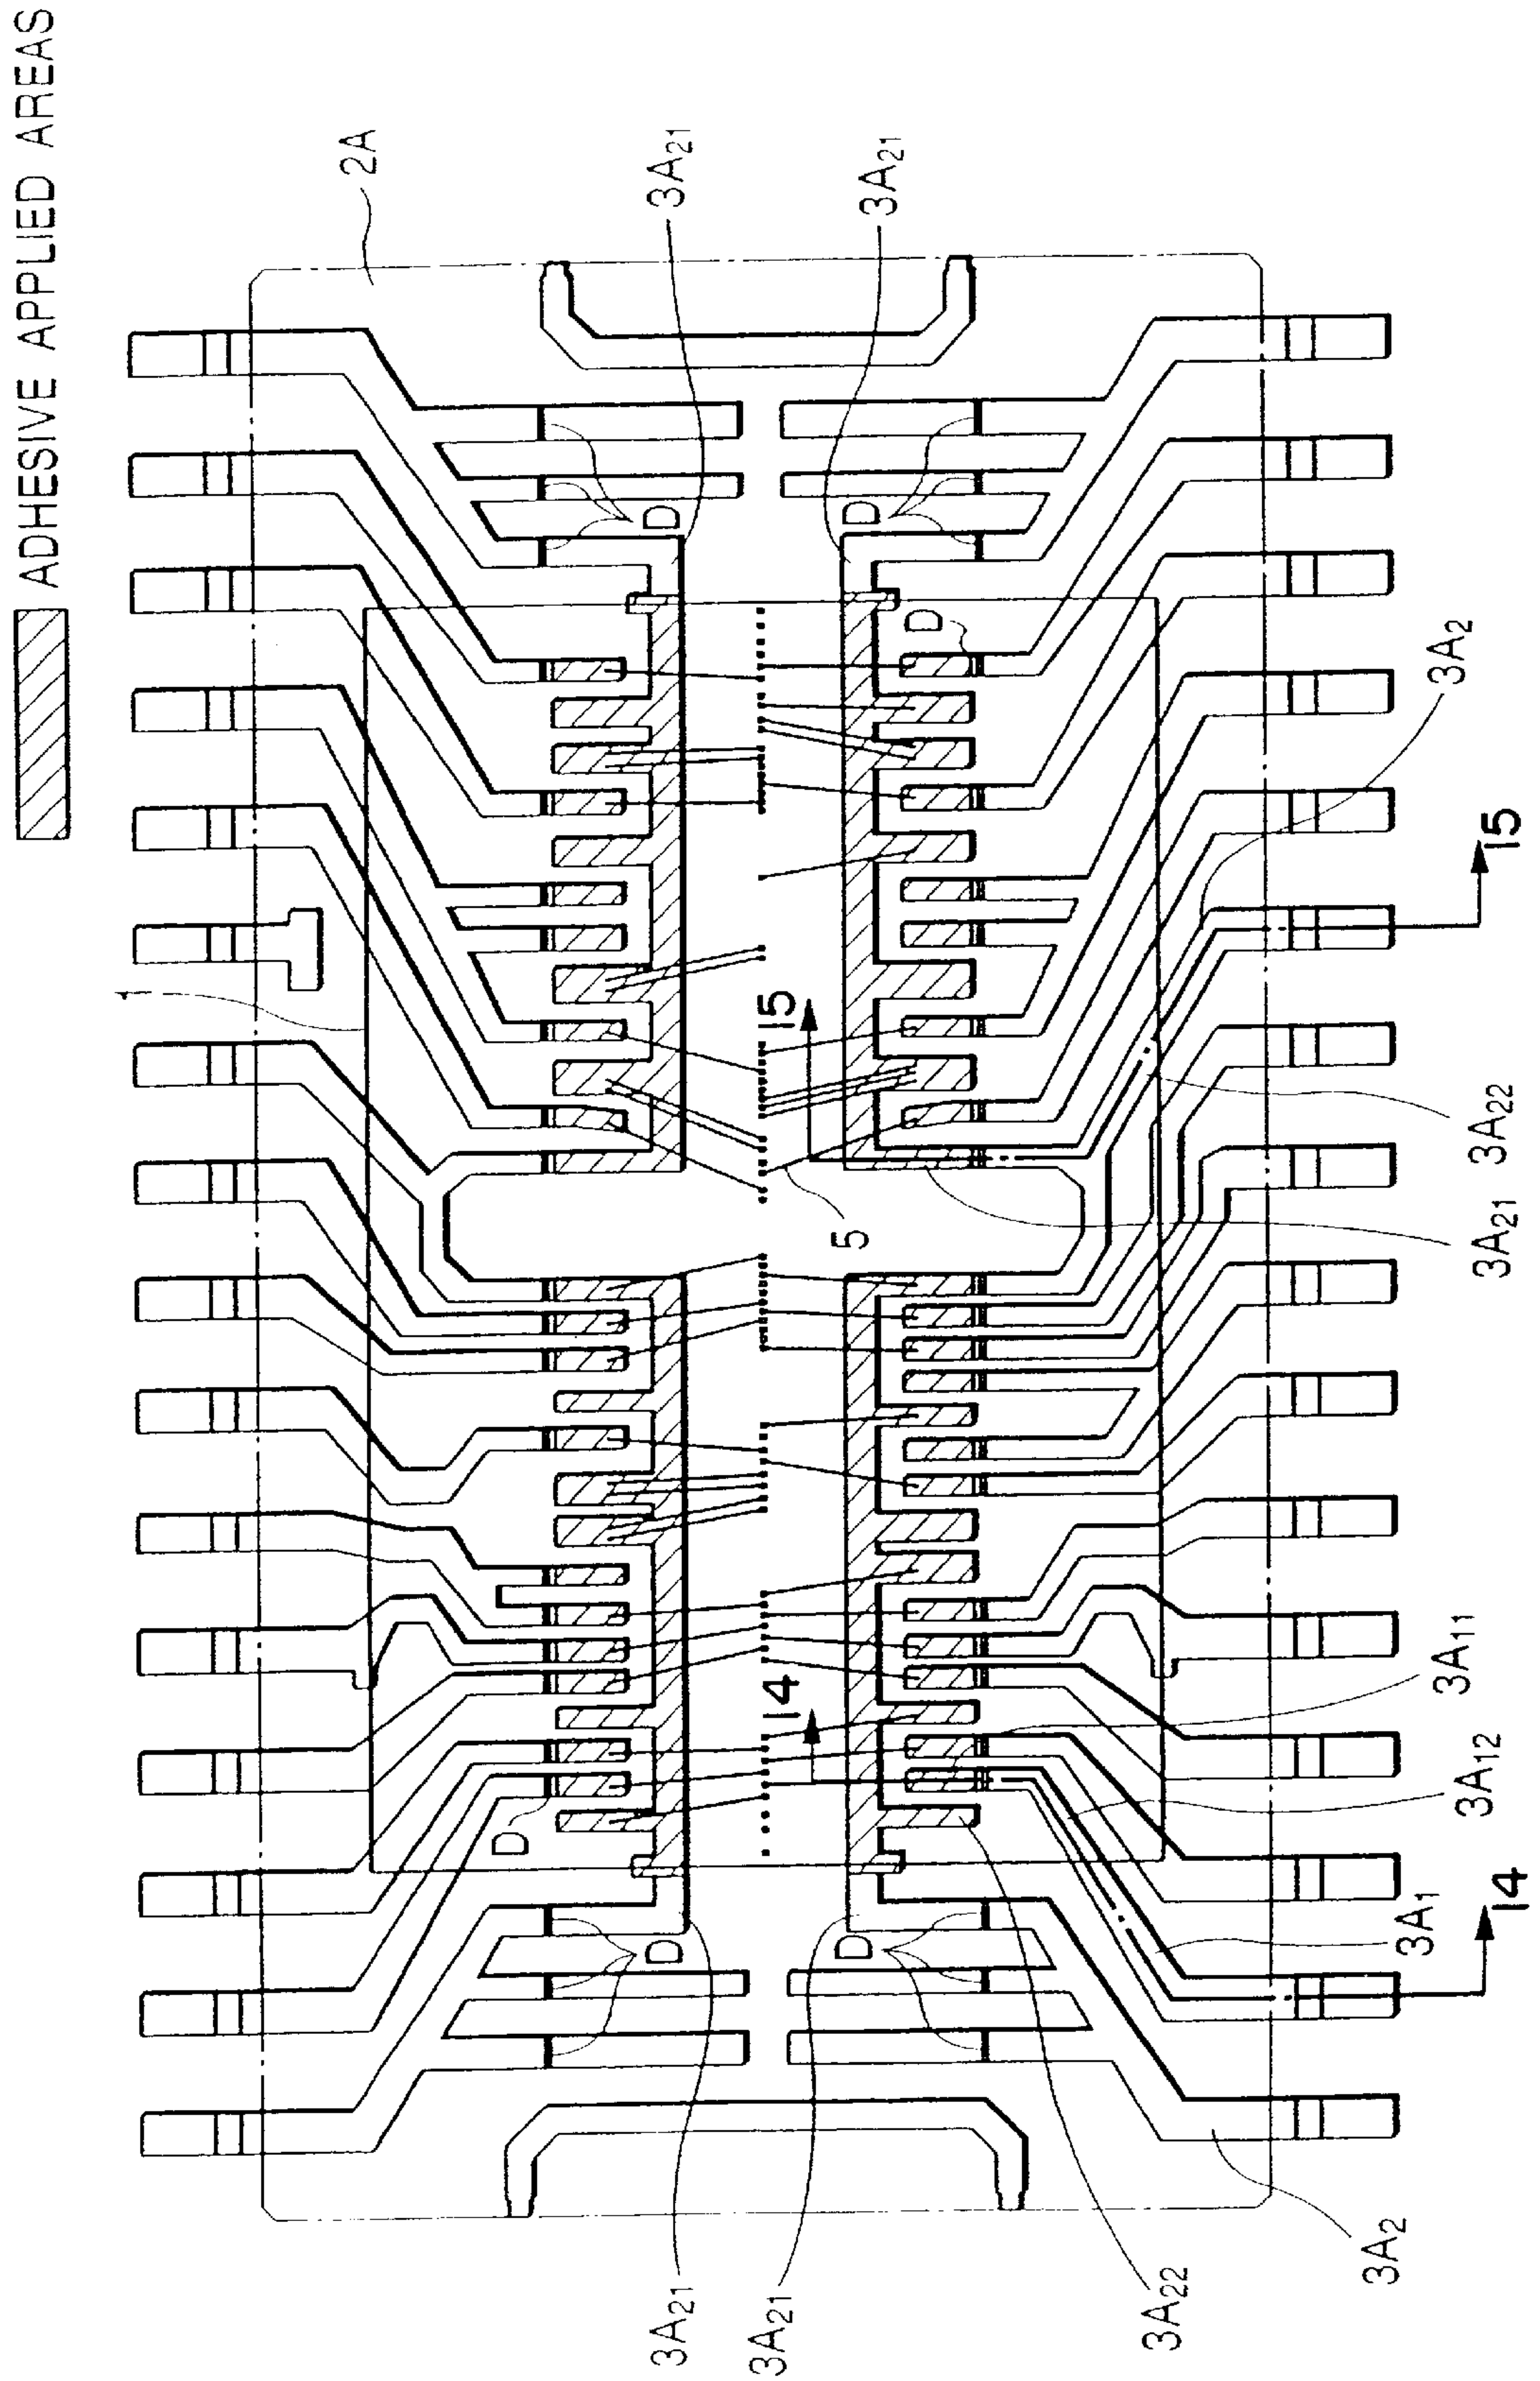 ADHESIVE APPLIED AREAS
2A
3A21
3A21
D
D
D
1
15
15
3A2
5
3A22
3A21
14
3A11
3A12
D
D
D
3A1
14
3A21
3A21
3A22
3A2